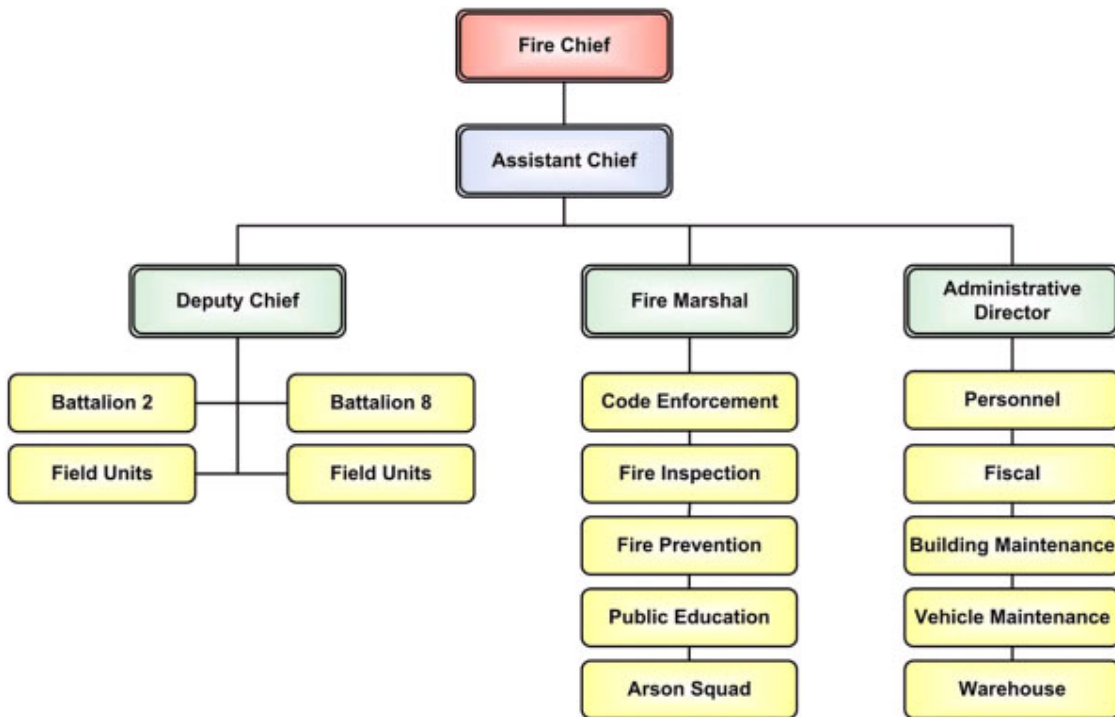 Fire Chief
Assistant Chief
Deputy Chief
Fire Marshal
Administrative
Director
Battalion 2
Battalion 8
Field Units
Field Units
Code Enforcement
Fire Inspection
Fire Prevention
Public Education
Arson Squad
Personnel
Fiscal
Building Maintenance
Vehicle Maintenance
Warehouse